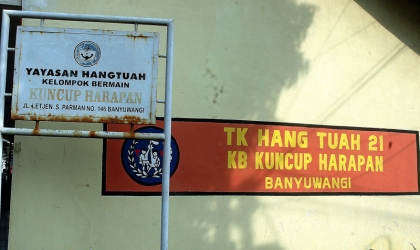 YAYASAN HANGTUAH
KELOMPOK BERMAIN
KUNCUP HARAPAN
JL. LETJEN. S. PARMAN NO. 146 BANYUWANGI
TK HANG TUAH 21
KB KUNCUP HARAPAN
BANYUWANGI